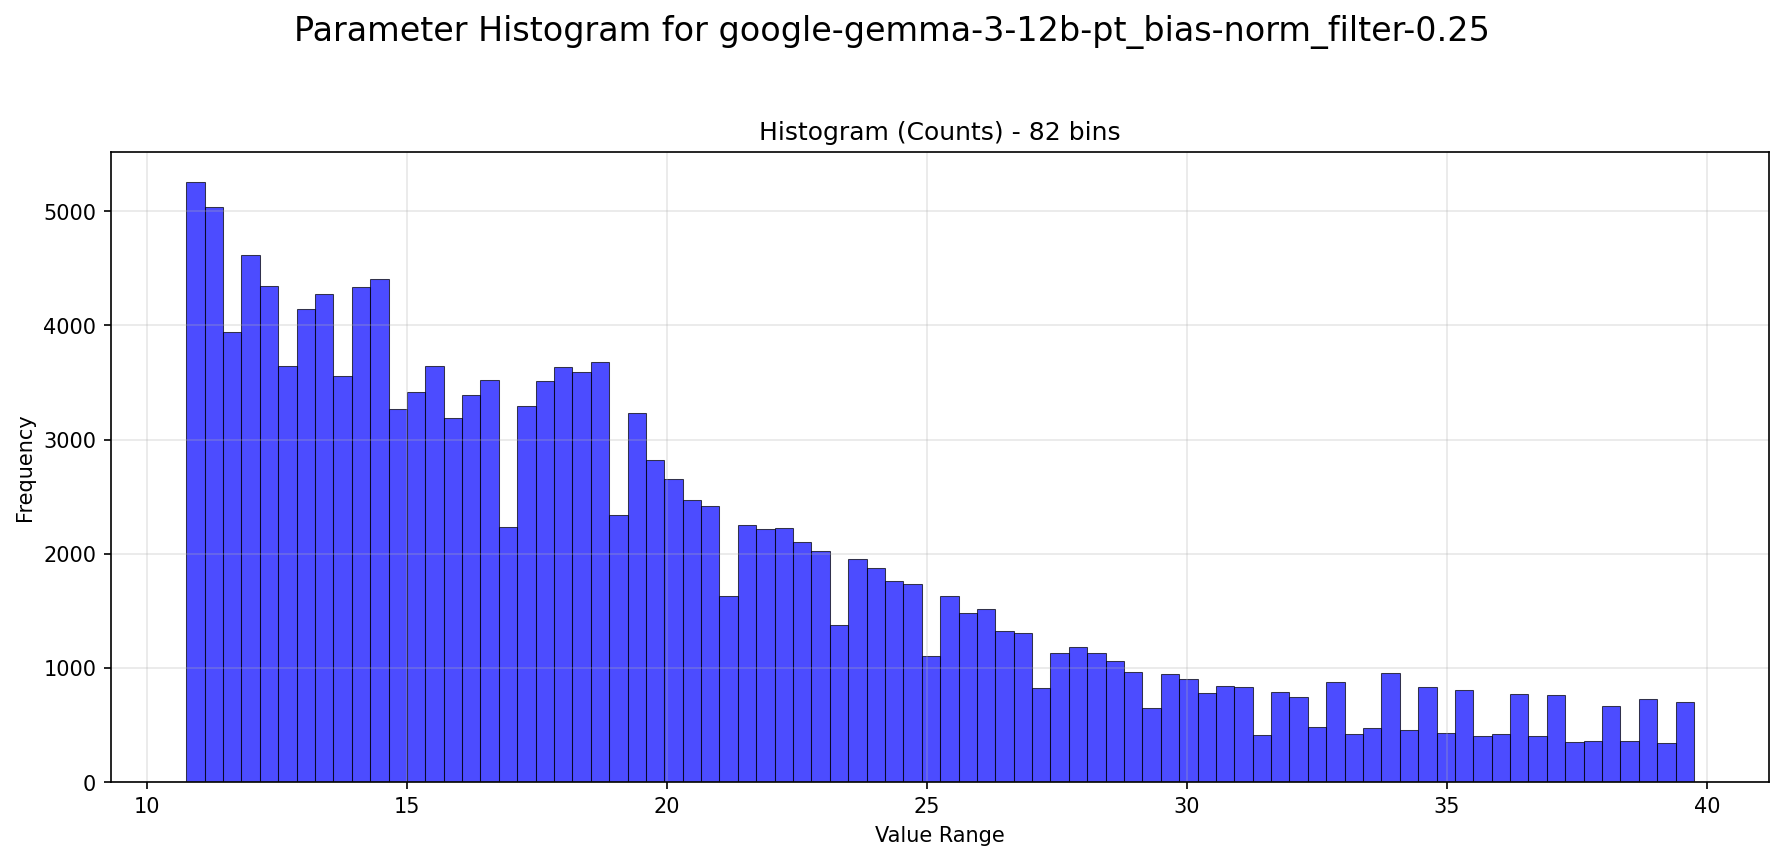 Parameter Histogram for google-gemma-3-12b-pt_bias-norm_filter-0.25
Histogram (Counts) - 82 bins
5000
4000
3000
2000
1000
0
Frequency
10 15 20 25 30 35 40
Value Range